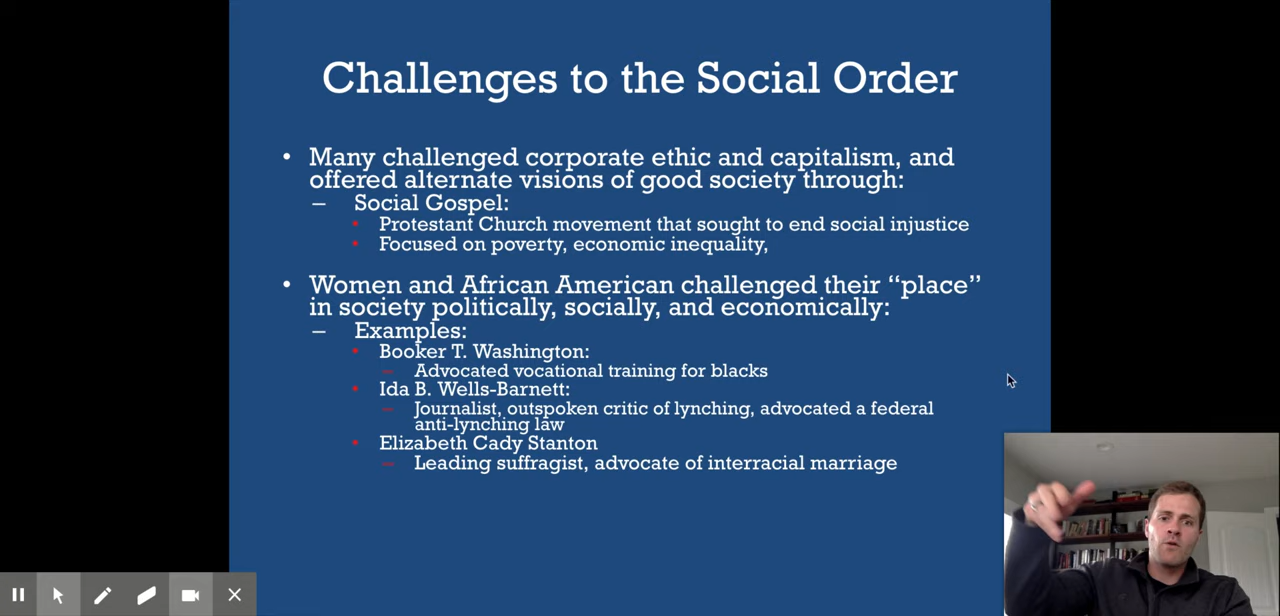 Challenges to the Social Order
• Many challenged corporate ethic and capitalism, and
offered alternate visions of good society through:
– Social Gospel:
• Protestant Church movement that sought to end social injustice
• Focused on poverty, economic inequality,
• Women and African American challenged their “place”
in society politically, socially, and economically:
– Examples:
• Booker T. Washington:
– Advocated vocational training for blacks
• Ida B. Wells-Barnett:
– Journalist, outspoken critic of lynching, advocated a federal
anti-lynching law
• Elizabeth Cady Stanton
– Leading suffragist, advocate of interracial marriage